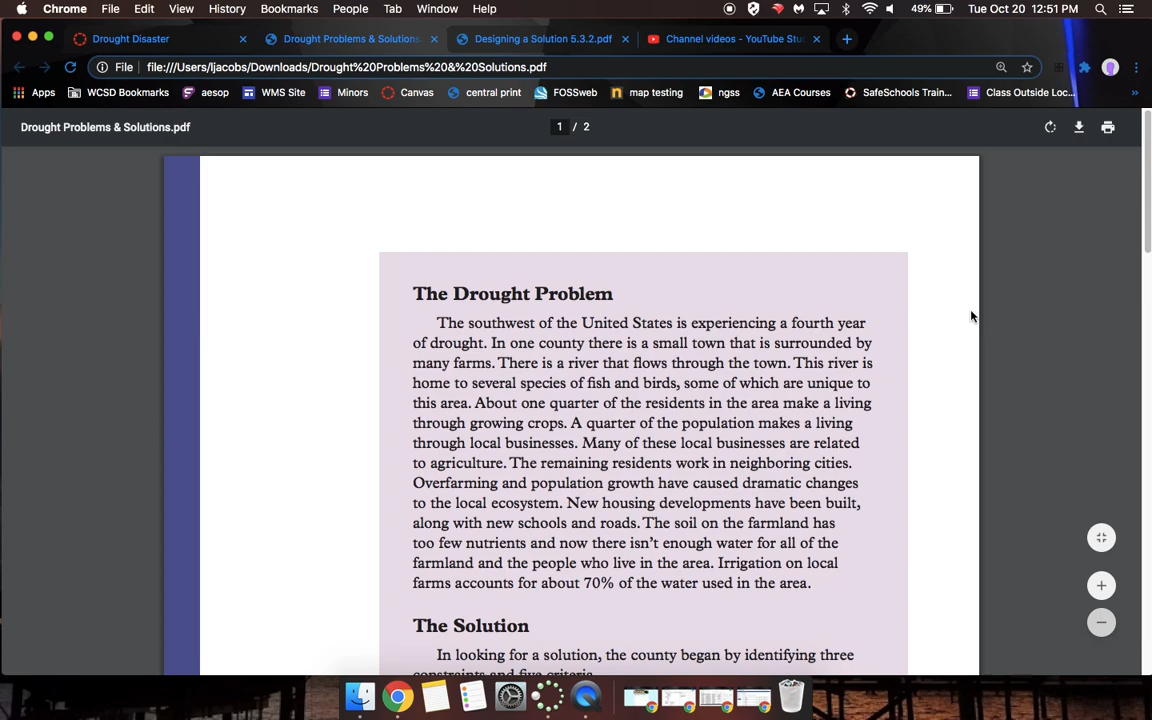 Chrome File Edit View History Bookmarks People Tab Window Help 49% Tue Oct 20 12:51 PM
Drought Disaster Drought Problems & Solutions Designing a Solution 5.3.2.pdf Channel videos - YouTube Stu
File file:///Users/ljacobs/Downloads/Drought%20Problems%20&%20Solutions.pdf
Apps WCSD Bookmarks aesop WMS Site Minors Canvas central print FOSSweb map testing ngss AEA Courses SafeSchools Train... Class Outside Loc... »
Drought Problems & Solutions.pdf 1 / 2
The Drought Problem
The southwest of the United States is experiencing a fourth year
of drought. In one county there is a small town that is surrounded by
many farms. There is a river that flows through the town. This river is
home to several species of fish and birds, some of which are unique to
this area. About one quarter of the residents in the area make a living
through growing crops. A quarter of the population makes a living
through local businesses. Many of these local businesses are related
to agriculture. The remaining residents work in neighboring cities.
Overfarming and population growth have caused dramatic changes
to the local ecosystem. New housing developments have been built,
along with new schools and roads. The soil on the farmland has
too few nutrients and now there isn't enough water for all of the
farmland and the people who live in the area. Irrigation on local
farms accounts for about 70% of the water used in the area.
The Solution
In looking for a solution, the county began by identifying three
constraints and five criteria.